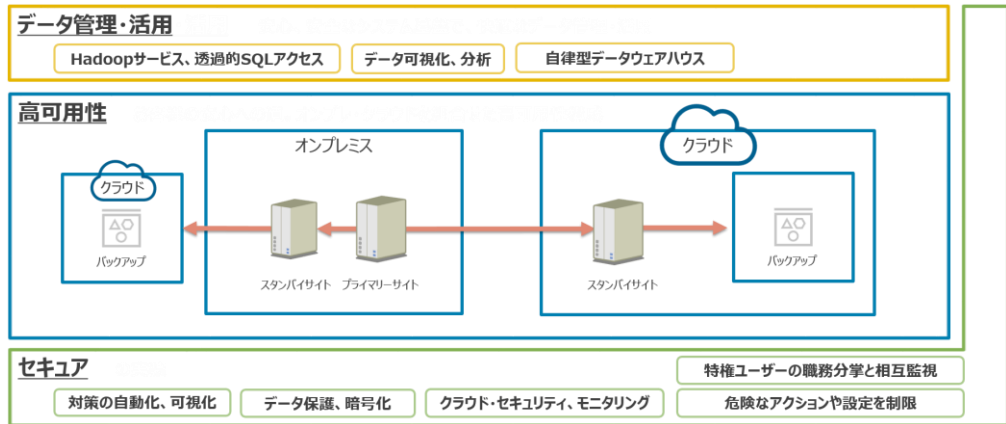 データ管理・活用
Hadoopサービス、透過的SQLアクセス
データ可視化、分析
自律型データウェアハウス
高可用性
オンプレミス
クラウド
クラウド
バックアップ
スタンバイサイト
プライマリーサイト
スタンバイサイト
バックアップ
セキュア
特権ユーザーの職務分掌と相互監視
対策の自動化、可視化
データ保護、暗号化
クラウド・セキュリティ、モニタリング
危険なアクションや設定を制限